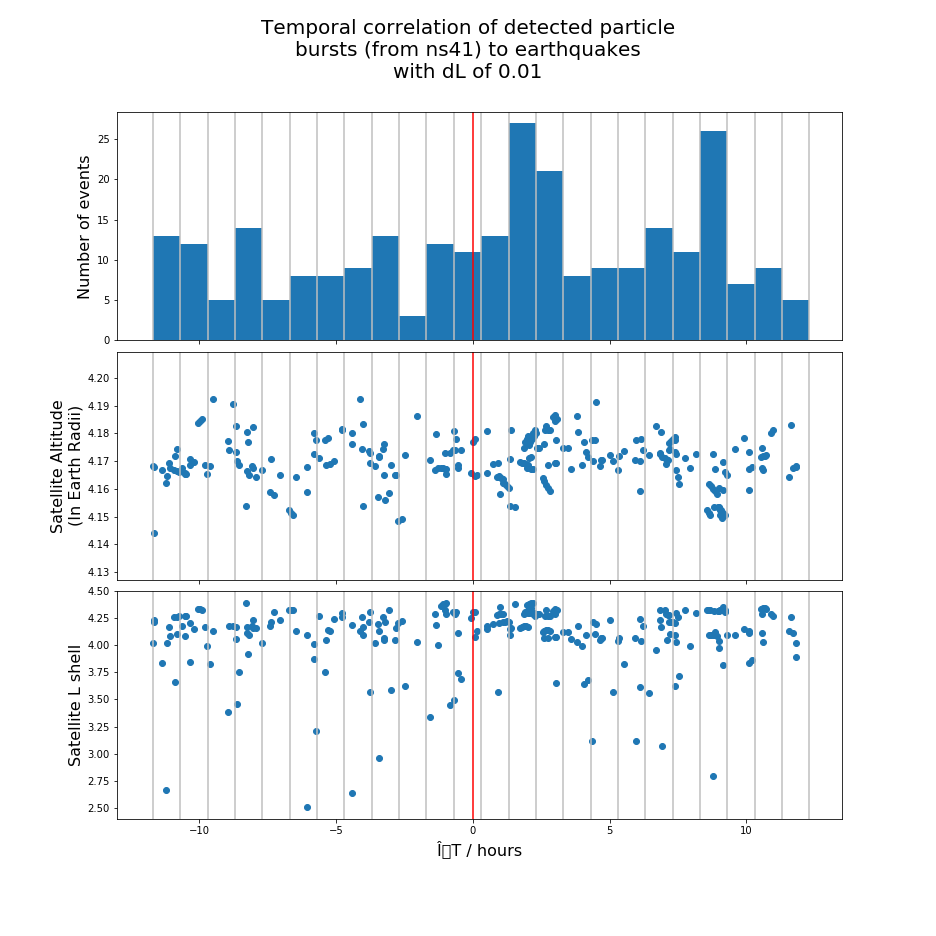 Temporal correlation of detected particle
bursts (from ns41) to earthquakes
with dL of 0.01
Number of events
25
20
15
10
5
0
Satellite Altitude
(In Earth Radii)
4.20
4.19
4.18
4.17
4.16
4.15
4.14
4.13
Satellite L shell
4.50
4.25
4.00
3.75
3.50
3.25
3.00
2.75
2.50
−10 −5 0 5 10
Î▯T / hours